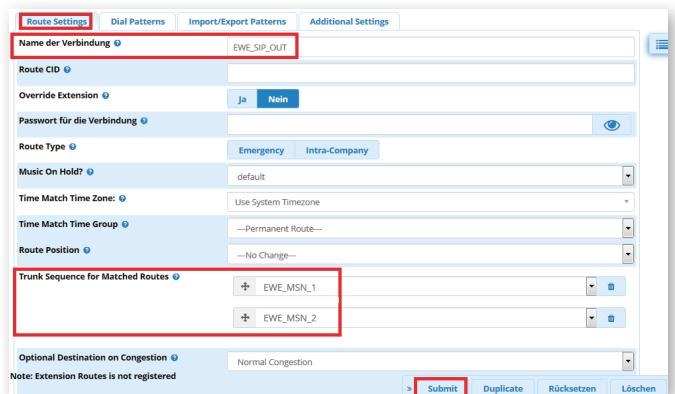 Route Settings Dial Patterns Import/Export Patterns Additional Settings
Name der Verbindung EWE_SIP_OUT
Route CID
Override Extension Ja Nein
Passwort für die Verbindung
Route Type Emergency Intra-Company
Music On Hold? default
Time Match Time Zone: Use System Timezone
Time Match Time Group ---Permanent Route---
Route Position ---No Change---
Trunk Sequence for Matched Routes EWE_MSN_1
EWE_MSN_2
Optional Destination on Congestion Normal Congestion
Note: Extension Routes is not registered
» Submit Duplicate Rücksetzen Löschen